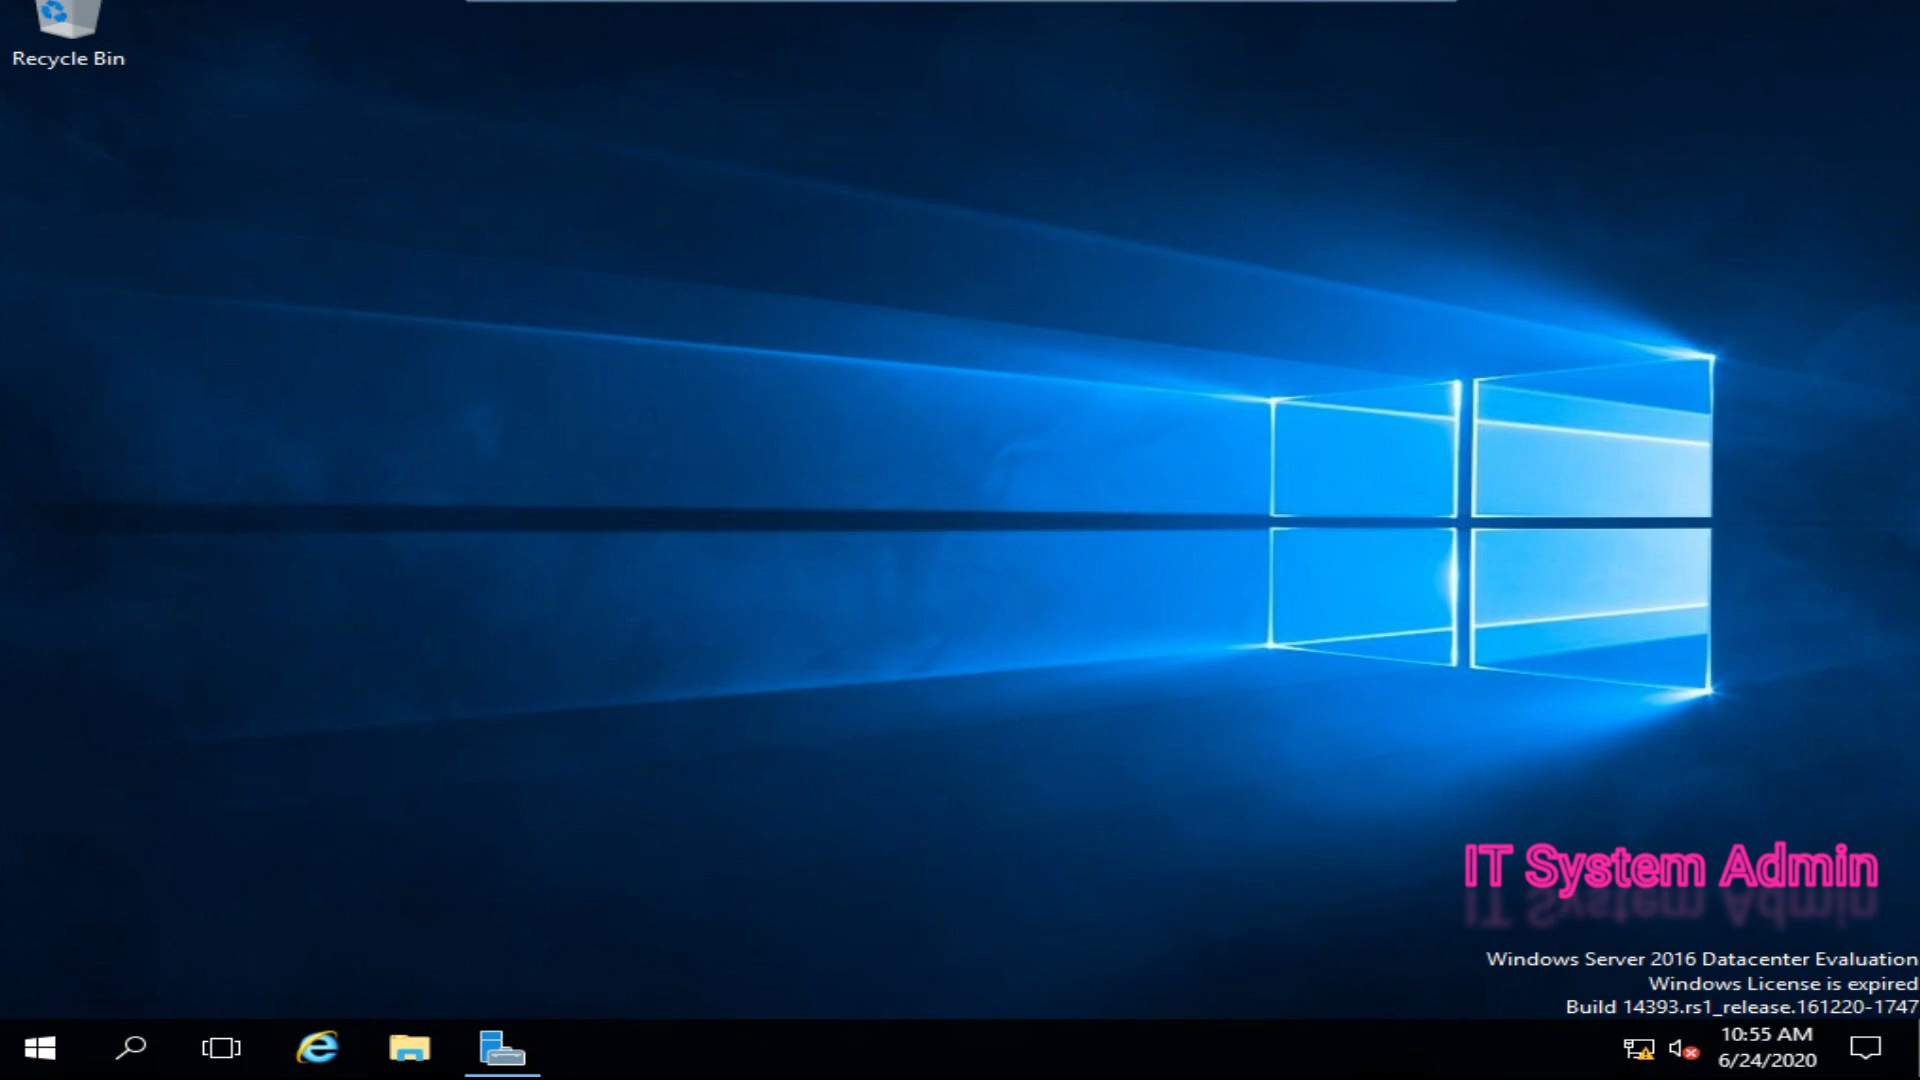 Recycle Bin
IT System Admin
Windows Server 2016 Datacenter Evaluation
Windows License is expired
Build 14393.rs1_release.161220-1747
10:55 AM
6/24/2020